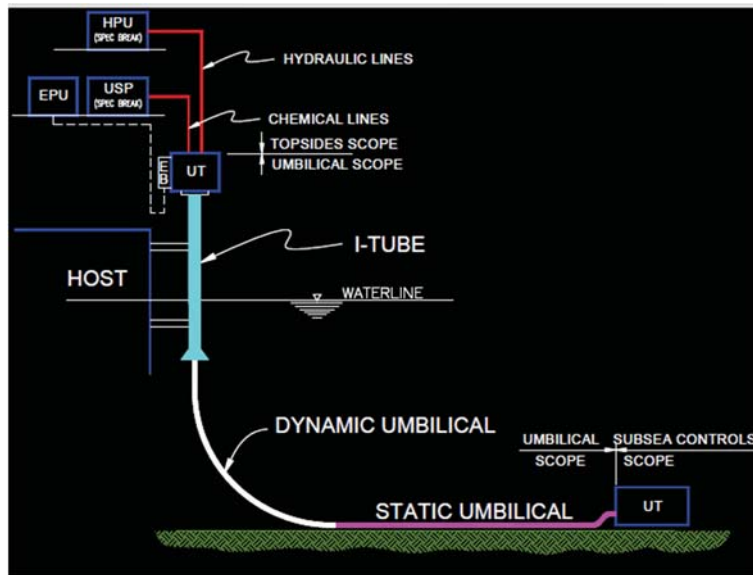 HPU
(SPEC BREAK)
HYDRAULIC LINES
EPU
USP
(SPEC BREAK)
CHEMICAL LINES
TOPSIDES SCOPE
UMBILICAL SCOPE
EB
UT
I-TUBE
HOST
WATERLINE
DYNAMIC UMBILICAL
UMBILICAL SCOPE
SUBSEA CONTROLS SCOPE
STATIC UMBILICAL
UT